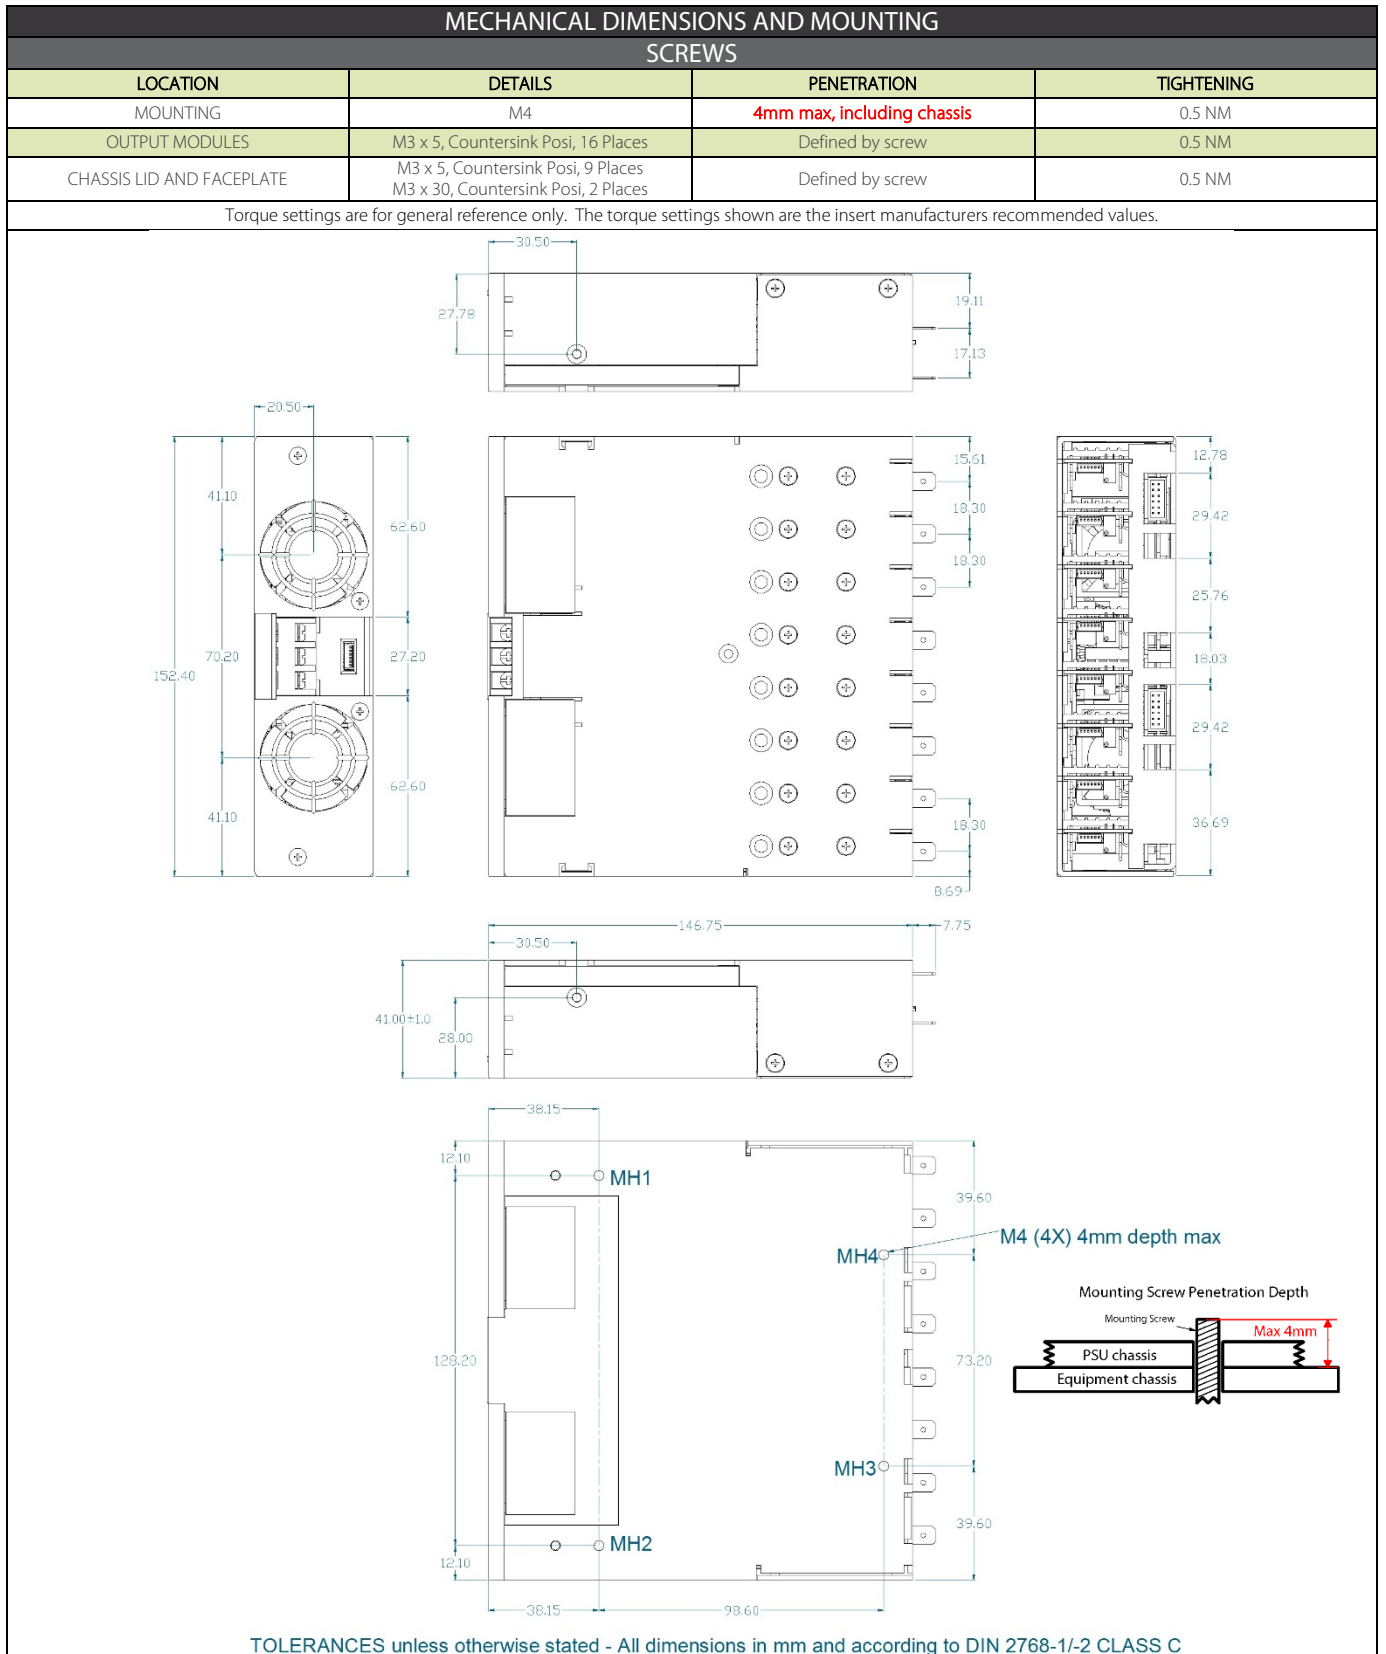 MECHANICAL DIMENSIONS AND MOUNTING
SCREWS
LOCATION DETAILS PENETRATION TIGHTENING
MOUNTING M4 4mm max, including chassis 0.5 NM
OUTPUT MODULES M3 x 5, Countersink Posi, 16 Places Defined by screw 0.5 NM
CHASSIS LID AND FACEPLATE M3 x 5, Countersink Posi, 9 Places
M3 x 30, Countersink Posi, 2 Places Defined by screw 0.5 NM
Torque settings are for general reference only. The torque settings shown are the insert manufacturers recommended values.
30.50
27.78
19.11
17.13
20.50
41.10
62.60
152.40
70.20
27.20
62.60
41.10
15.61
18.30
18.30
18.30
8.69
12.78
29.42
25.76
18.03
29.42
36.69
146.75
7.75
30.50
41.00±1.0
28.00
38.15
12.10
MH1
39.60
M4 (4X) 4mm depth max
MH4
Mounting Screw Penetration Depth
Mounting Screw
Max 4mm
PSU chassis
Equipment chassis
128.20
73.20
MH3
39.60
MH2
12.10
38.15
98.60
TOLERANCES unless otherwise stated - All dimensions in mm and according to DIN 2768-1/-2 CLASS C